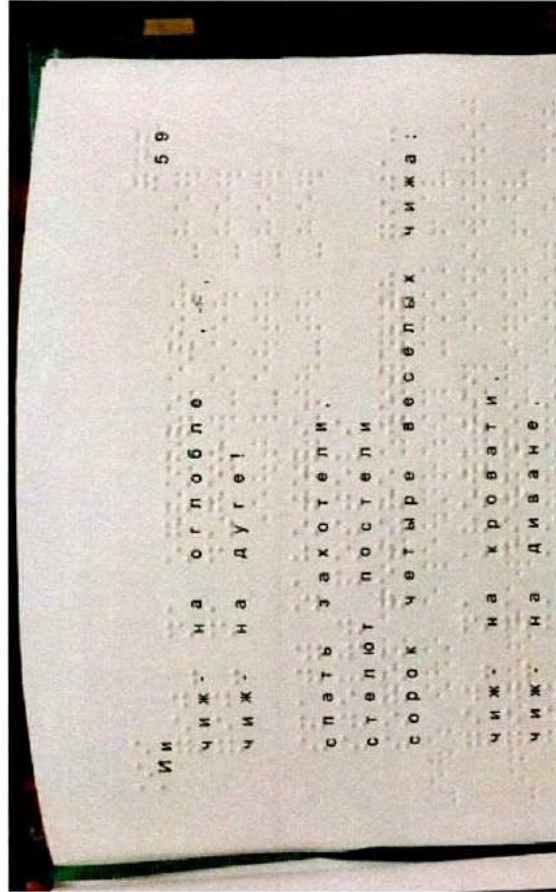 Ии 59
чиж- на оглобле,
чиж- на дуге!
спать захотели,
стелют постели
сорок четыре веселых чижа:
чиж- на кровати,
чиж- на диване,